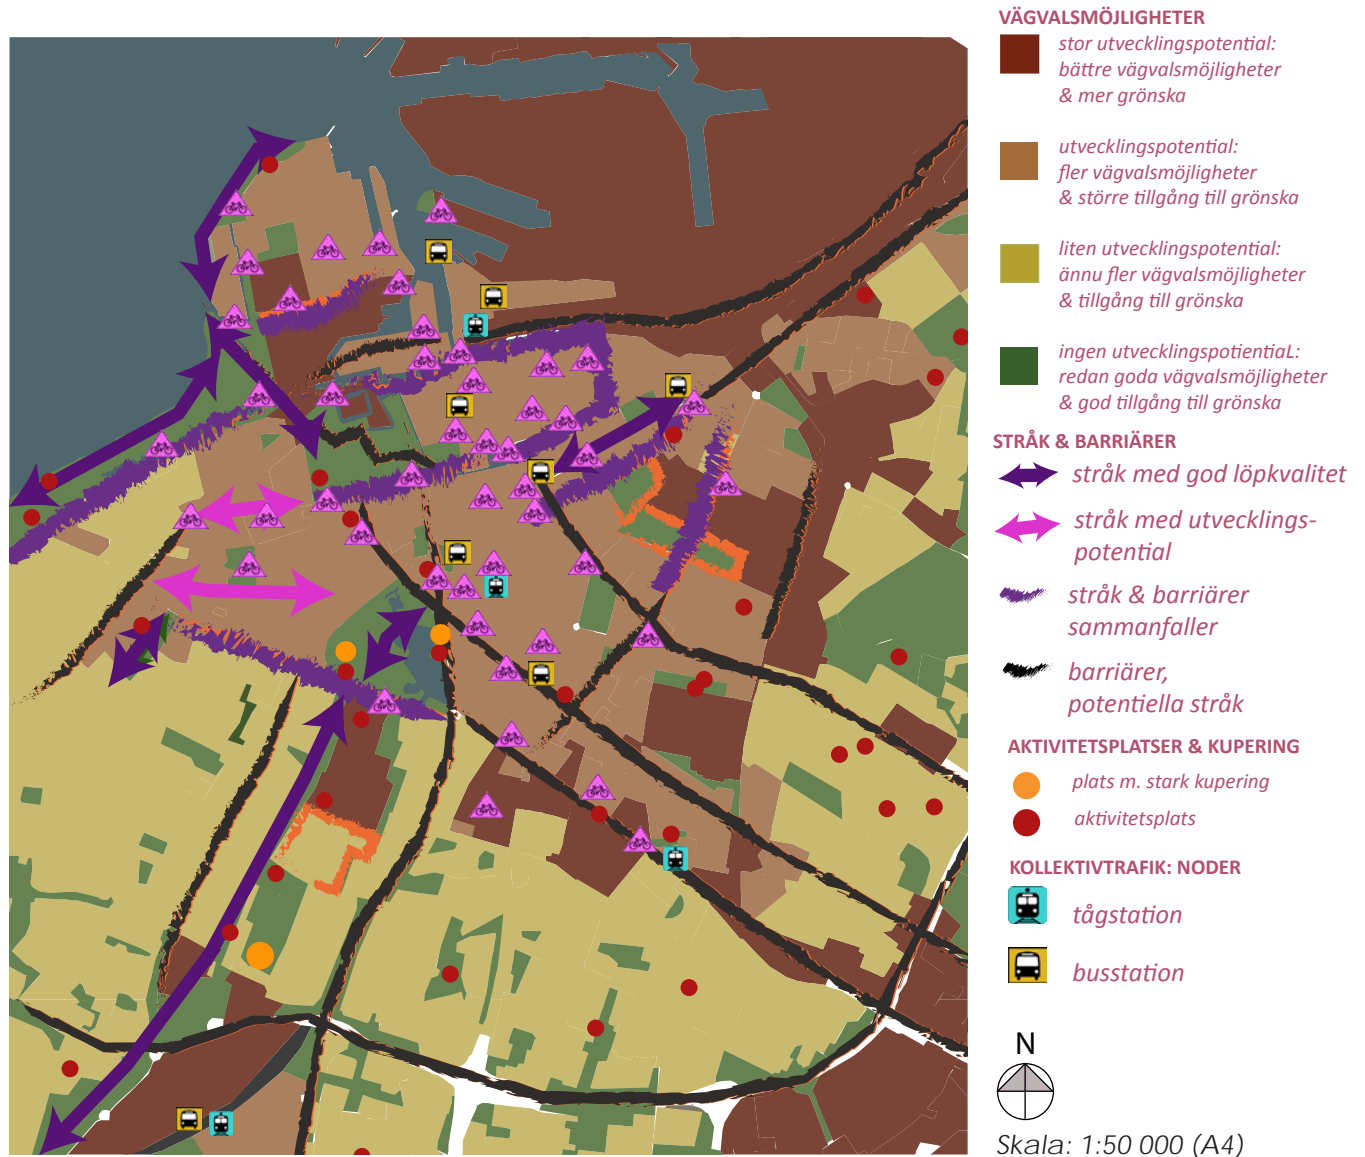 VÄGVALSMÖJLIGHETER
stor utvecklingspotential:
bättre vägvalsmöjligheter
& mer grönska
utvecklingspotential:
fler vägvalsmöjligheter
& större tillgång till grönska
liten utvecklingspotential:
ännu fler vägvalsmöjligheter
& tillgång till grönska
ingen utvecklingspotientiaL:
redan goda vägvalsmöjligheter
& god tillgång till grönska
STRÅK & BARRIÄRER
stråk med god löpkvalitet
stråk med utvecklings-
potential
stråk & barriärer
sammanfaller
barriärer,
potentiella stråk
AKTIVITETSPLATSER & KUPERING
plats m. stark kupering
aktivitetsplats
KOLLEKTIVTRAFIK: NODER
tågstation
busstation
N
Skala: 1:50 000 (A4)